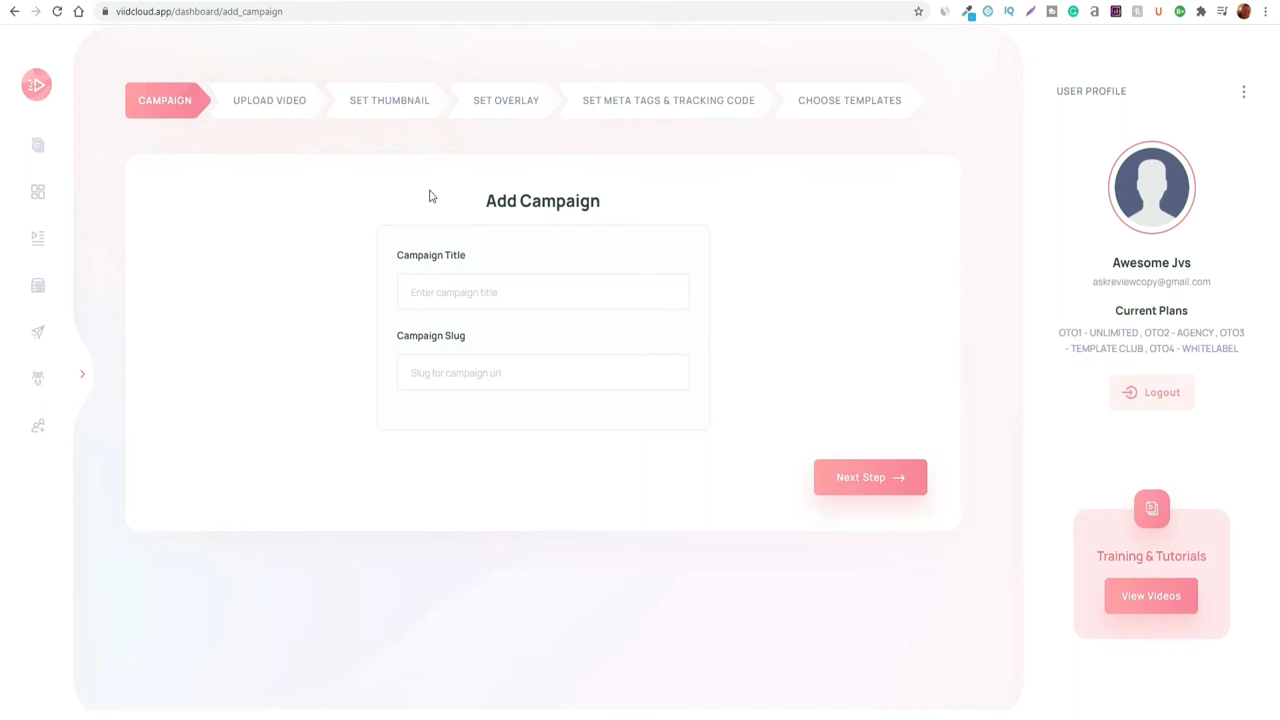 viidcloud.app/dashboard/add_campaign
CAMPAIGN
UPLOAD VIDEO
SET THUMBNAIL
SET OVERLAY
SET META TAGS & TRACKING CODE
CHOOSE TEMPLATES
USER PROFILE
Add Campaign
Campaign Title
Enter campaign title
Campaign Slug
Slug for campaign url
Next Step
Awesome Jvs
askreviewcopy@gmail.com
Current Plans
OTO1 - UNLIMITED , OTO2 - AGENCY , OTO3
- TEMPLATE CLUB , OTO4 - WHITELABEL
Logout
Training & Tutorials
View Videos